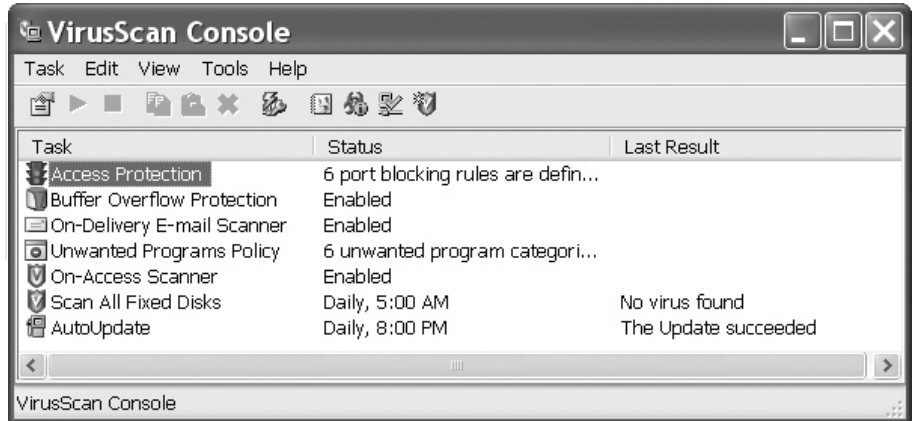 VirusScan Console
Task Edit View Tools Help
Task Status Last Result
Access Protection 6 port blocking rules are defin...
Buffer Overflow Protection Enabled
On-Delivery E-mail Scanner Enabled
Unwanted Programs Policy 6 unwanted program categori...
On-Access Scanner Enabled
Scan All Fixed Disks Daily, 5:00 AM No virus found
AutoUpdate Daily, 8:00 PM The Update succeeded
VirusScan Console